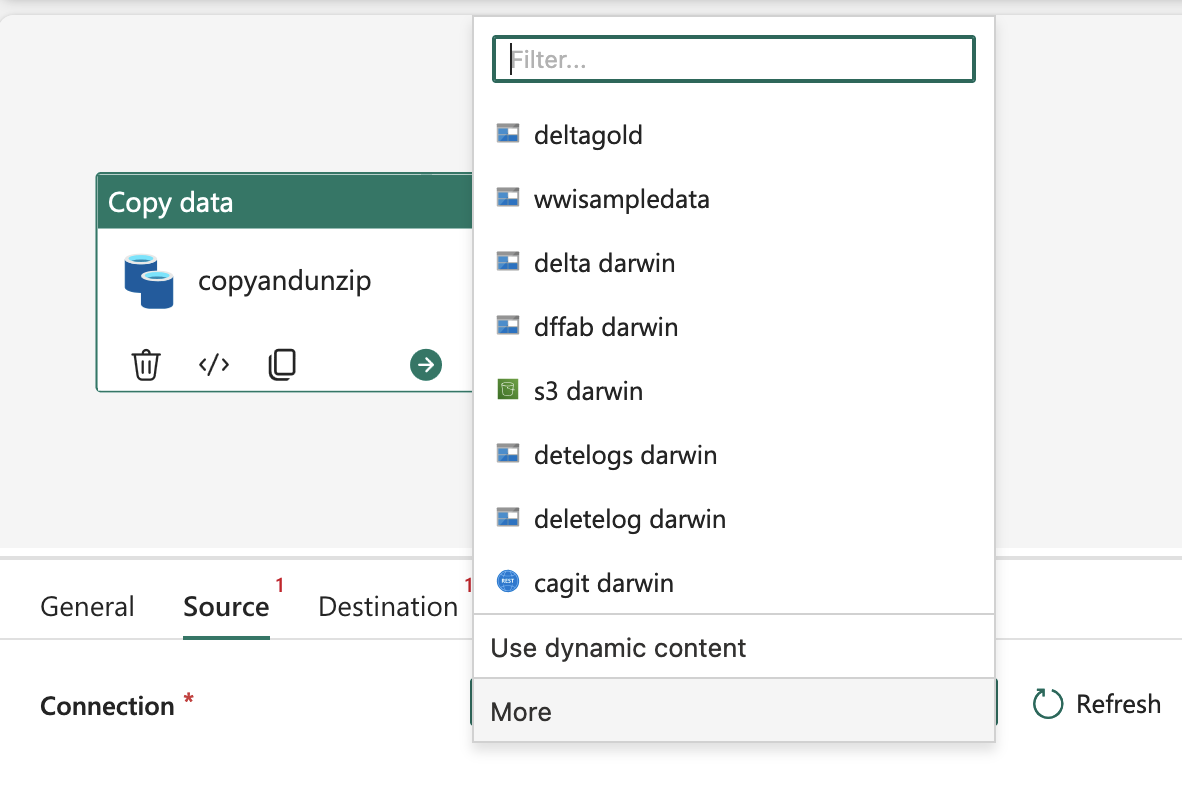 Filter...
deltagold
wwisampledata
delta darwin
dffab darwin
s3 darwin
detelogs darwin
deletelog darwin
REST
cagit darwin
Use dynamic content
More
Copy data
copyandunzip
</>
General
Source 1
Destination 1
Connection *
Refresh